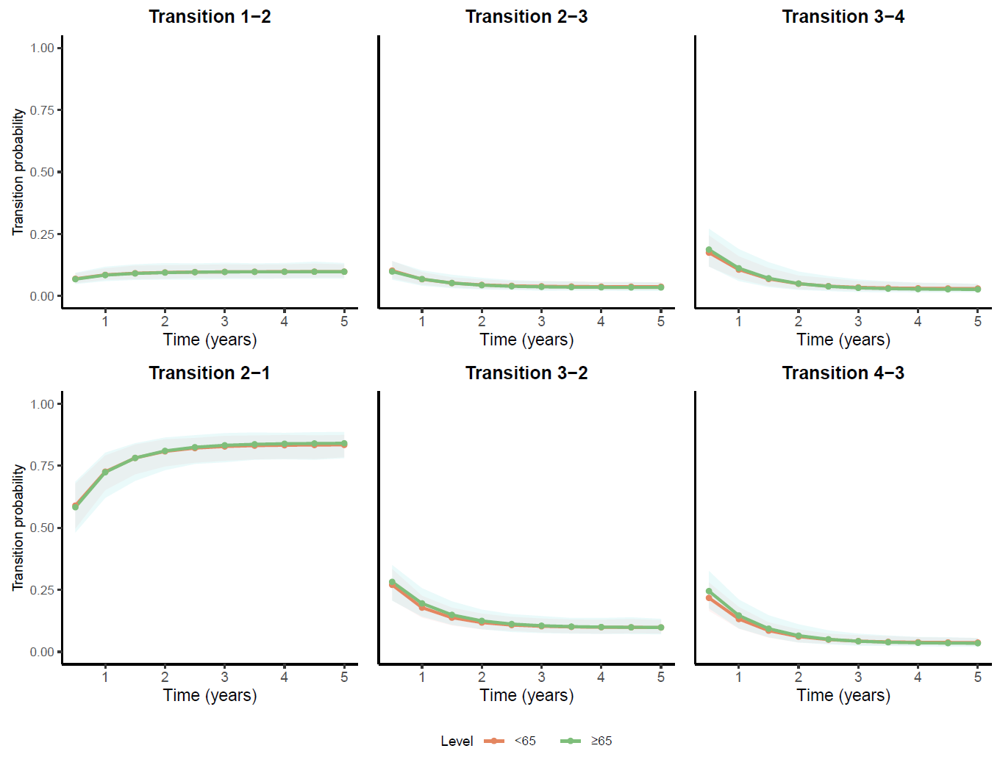 Transition 1−2 Transition 2−3 Transition 3−4
Transition probability
1.00
0.75
0.50
0.25
0.00
1 2 3 4 5 1 2 3 4 5 1 2 3 4 5
Time (years) Time (years) Time (years)
Transition 2−1 Transition 3−2 Transition 4−3
Transition probability
1.00
0.75
0.50
0.25
0.00
1 2 3 4 5 1 2 3 4 5 1 2 3 4 5
Time (years) Time (years) Time (years)
Level <65 ≥65